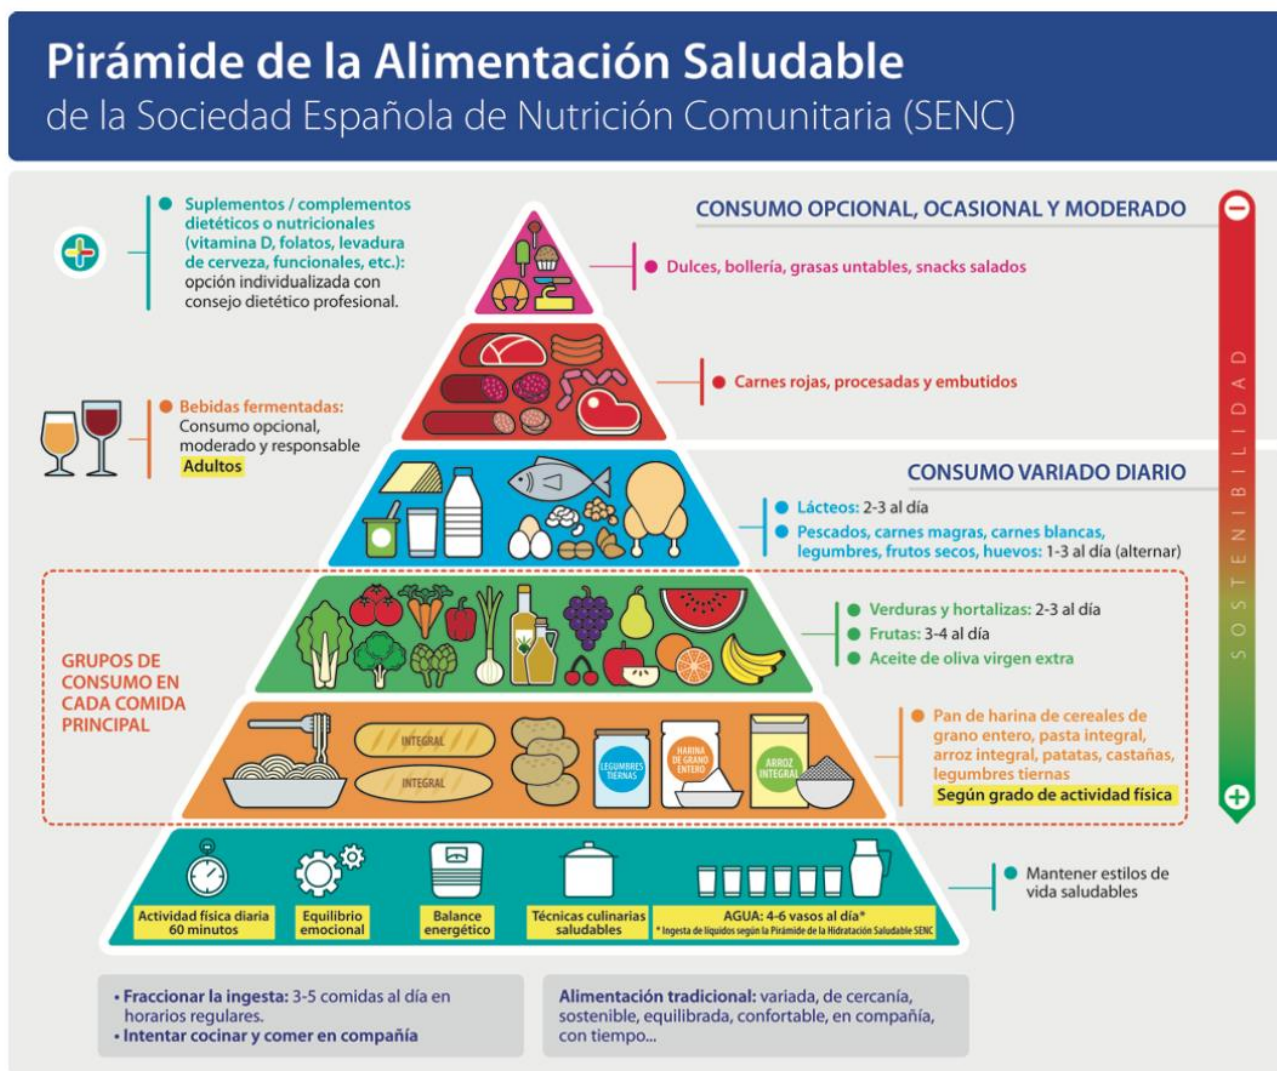 Pirámide de la Alimentación Saludable
de la Sociedad Española de Nutrición Comunitaria (SENC)
Suplementos / complementos
dietéticos o nutricionales
(vitamina D, folatos, levadura
de cerveza, funcionales, etc.):
opción individualizada con
consejo dietético profesional.
CONSUMO OPCIONAL, OCASIONAL Y MODERADO
Dulces, bollería, grasas untables, snacks salados
Carnes rojas, procesadas y embutidos
Bebidas fermentadas:
Consumo opcional,
moderado y responsable
Adultos
CONSUMO VARIADO DIARIO
Lácteos: 2-3 al día
Pescados, carnes magras, carnes blancas,
legumbres, frutos secos, huevos: 1-3 al día (alternar)
SOSTENIBILIDAD
GRUPOS DE
CONSUMO EN
CADA COMIDA
PRINCIPAL
Verduras y hortalizas: 2-3 al día
Frutas: 3-4 al día
Aceite de oliva virgen extra
INTEGRAL
INTEGRAL
LEGUMBRES
TIERNAS
HARINA
DE GRANO
ENTERO
ARROZ
INTEGRAL
Pan de harina de cereales de
grano entero, pasta integral,
arroz integral, patatas, castañas,
legumbres tiernas
Según grado de actividad física
Actividad física diaria
60 minutos
Equilibrio
emocional
Balance
energético
Técnicas culinarias
saludables
AGUA: 4-6 vasos al día*
* Ingesta de líquidos según la Pirámide de la Hidratación Saludable SENC
Mantener estilos de
vida saludables
• Fraccionar la ingesta: 3-5 comidas al día en
horarios regulares.
• Intentar cocinar y comer en compañía
Alimentación tradicional: variada, de cercanía,
sostenible, equilibrada, confortable, en compañía,
con tiempo...